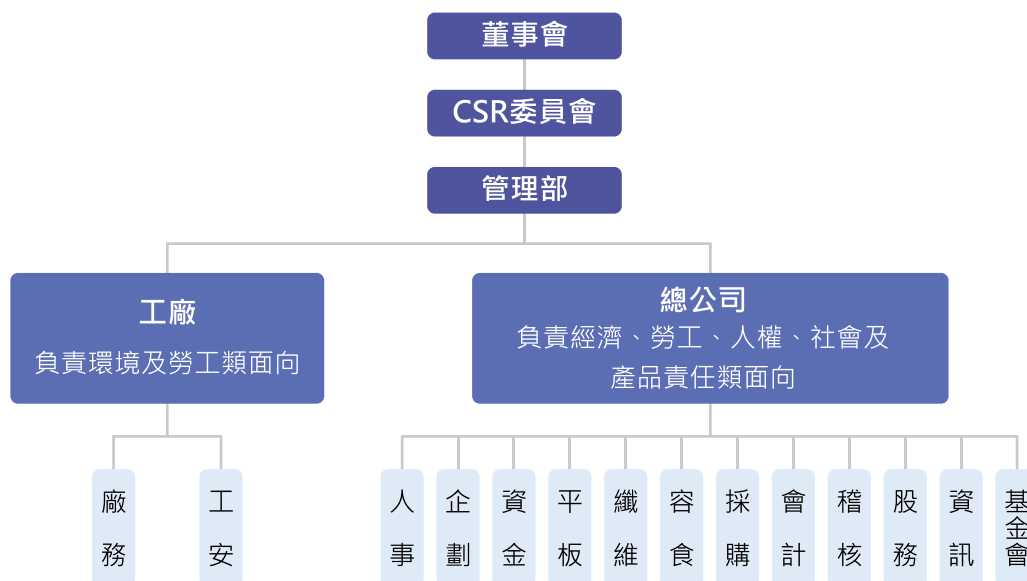 董事會
CSR委員會
管理部
工廠
負責環境及勞工類面向
總公司
負責經濟、勞工、人權、社會及
產品責任類面向
廠務
工安
人事
企劃
資金
平板
纖維
容食
採購
會計
稽核
股務
資訊
基金會